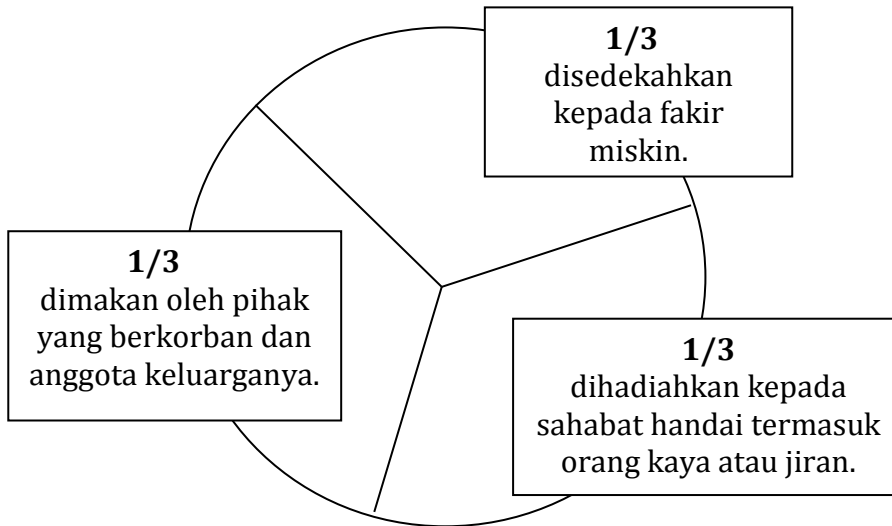 1/3
disedekahkan
kepada fakir
miskin.
1/3
dimakan oleh pihak
yang berkorban dan
anggota keluarganya.
1/3
dihadiahkan kepada
sahabat handai termasuk
orang kaya atau jiran.